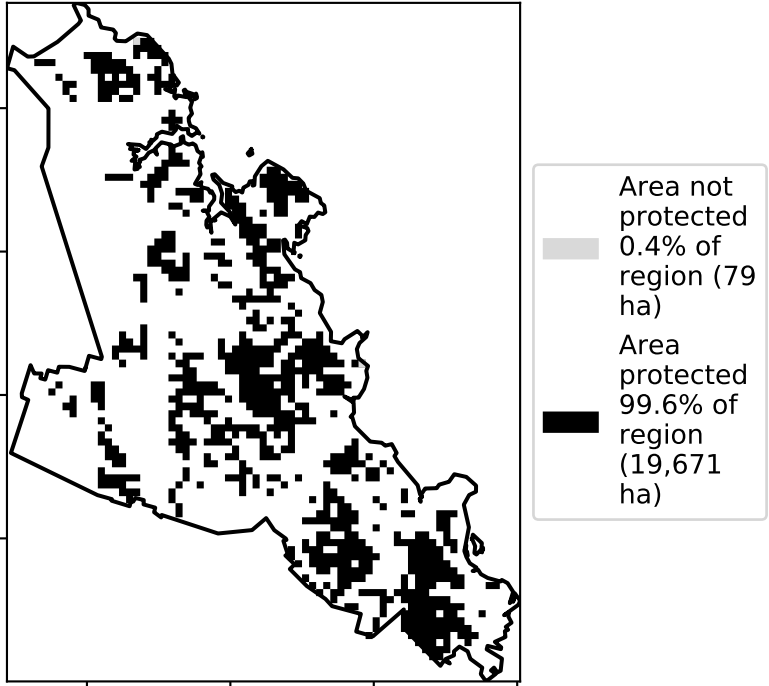 Area not
protected
0.4% of
region (79
ha)
Area
protected
99.6% of
region
(19,671
ha)